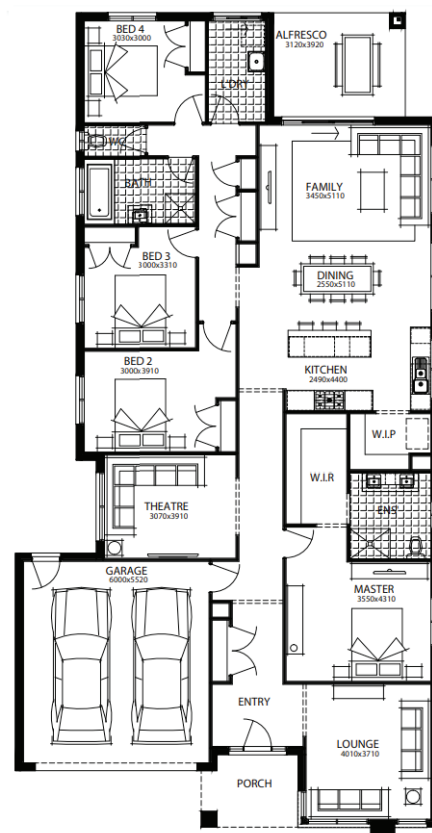 BED 4
3030x3000
ALFRESCO
3120x3920
L'DRY
WC
BATH
FAMILY
3450x5110
BED 3
3000x3310
DINING
2550x5110
KITCHEN
2490x4400
BED 2
3000x3910
W.I.P
W.I.R
THEATRE
3070x3910
ENS
GARAGE
6000x5520
MASTER
3550x4310
ENTRY
LOUNGE
4010x3710
PORCH